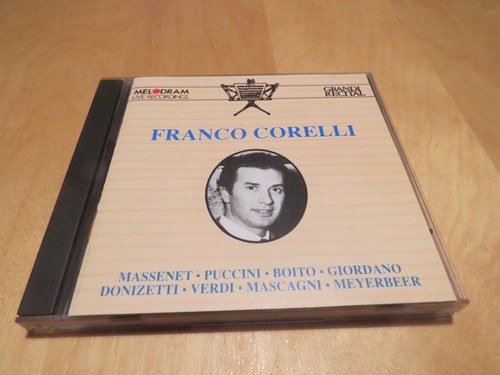 MELODRAM
LIVE RECORDINGS
GRANDI
RECITAL
FRANCO CORELLI
MASSENET · PUCCINI · BOITO · GIORDANO
DONIZETTI · VERDI · MASCAGNI · MEYERBEER